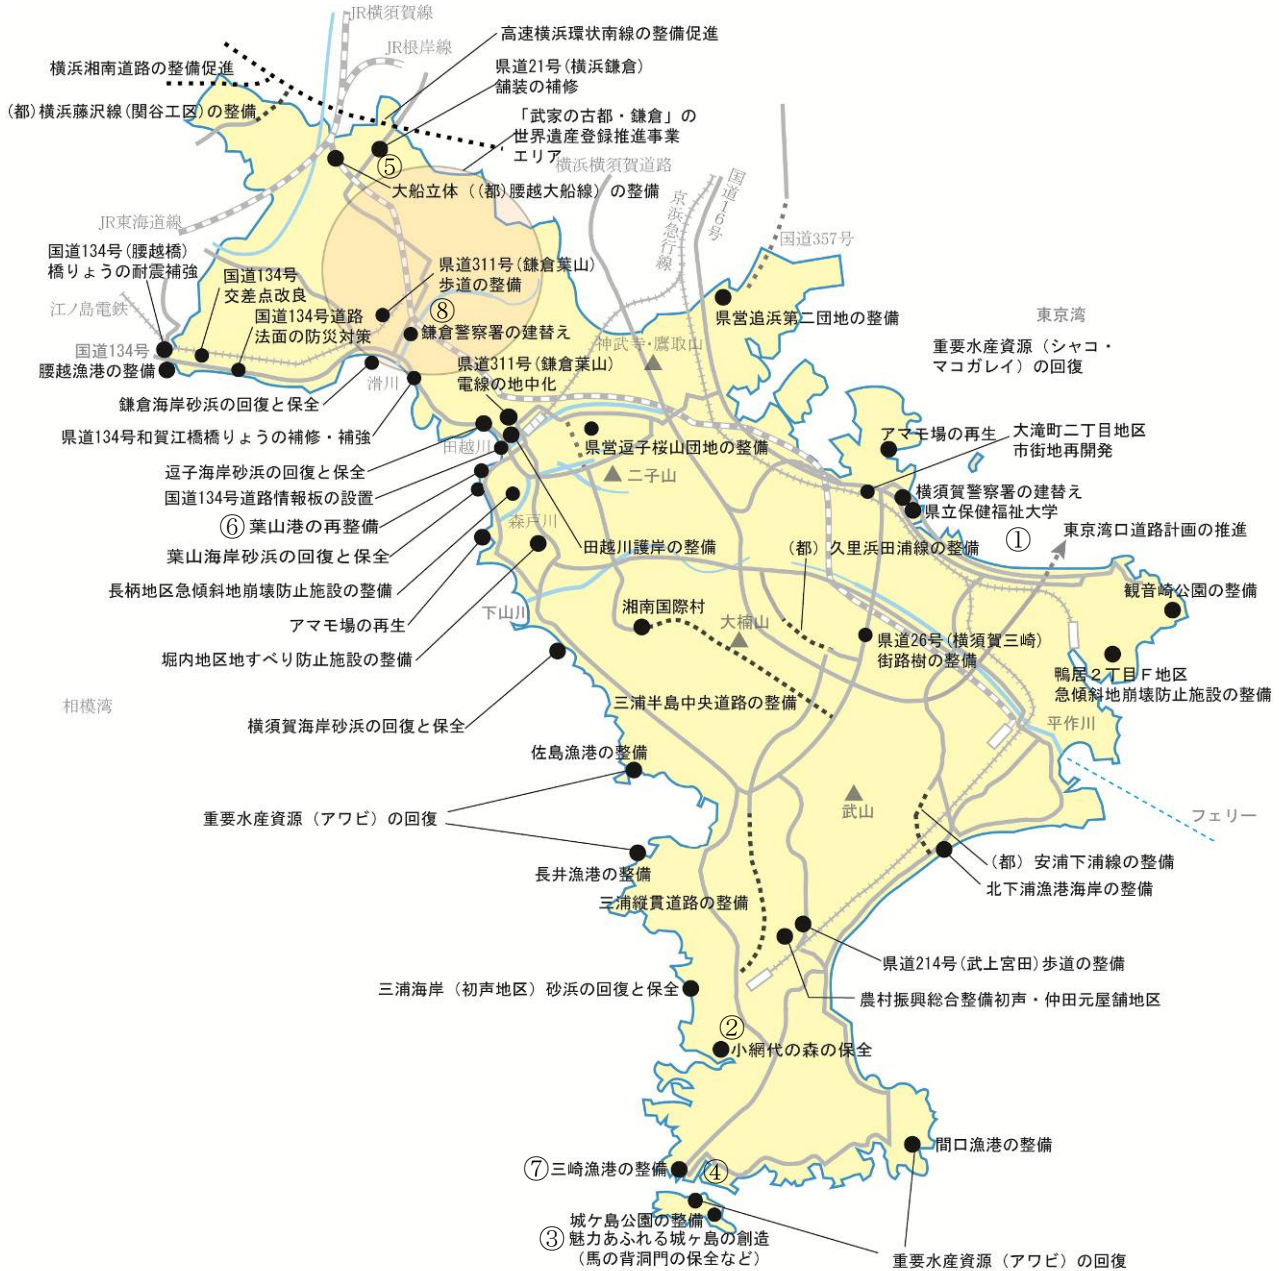 JR横須賀線
高速横浜環状南線の整備促進
JR根岸線
横浜湘南道路の整備促進
県道21号(横浜鎌倉)
舗装の補修
(都)横浜藤沢線(関谷工区)の整備
「武家の古都・鎌倉」の
世界遺産登録推進事業
エリア
横浜横須賀道路
⑤
大船立体((都)腰越大船線)の整備
国道16号
京浜急行線
JR東海道線
国道357号
国道134号(腰越橋)
橋りょうの耐震補強
国道134号
交差点改良
県道311号(鎌倉葉山)
歩道の整備
江ノ島電鉄
国道134号道路
法面の防災対策
⑧
鎌倉警察署の建替え
県営追浜第二団地の整備
東京湾
国道134号
腰越漁港の整備
神武寺・鷹取山
重要水産資源(シャコ・
マコガレイ)の回復
県道311号(鎌倉葉山)
電線の地中化
滑川
鎌倉海岸砂浜の回復と保全
県道134号和賀江橋橋りょうの補修・補強
田越川
県営逗子桜山団地の整備
アマモ場の再生
大滝町二丁目地区
市街地再開発
逗子海岸砂浜の回復と保全
二子山
国道134号道路情報板の設置
横須賀警察署の建替え
県立保健福祉大学
⑥葉山港の再整備
森戸川
①
東京湾口道路計画の推進
葉山海岸砂浜の回復と保全
田越川護岸の整備
(都)久里浜田浦線の整備
長柄地区急傾斜地崩壊防止施設の整備
観音崎公園の整備
下山川
湘南国際村
大楠山
アマモ場の再生
県道26号(横須賀三崎)
街路樹の整備
堀内地区地すべり防止施設の整備
鴨居2丁目F地区
急傾斜地崩壊防止施設の整備
相模湾
三浦半島中央道路の整備
横須賀海岸砂浜の回復と保全
平作川
佐島漁港の整備
重要水産資源(アワビ)の回復
武山
フェリー
長井漁港の整備
(都)安浦下浦線の整備
北下浦漁港海岸の整備
三浦縦貫道路の整備
県道214号(武上宮田)歩道の整備
三浦海岸(初声地区)砂浜の回復と保全
農村振興総合整備初声・仲田元屋舗地区
②
小網代の森の保全
間口漁港の整備
⑦三崎漁港の整備
④
城ケ島公園の整備
③魅力あふれる城ヶ島の創造
(馬の背洞門の保全など)
重要水産資源(アワビ)の回復